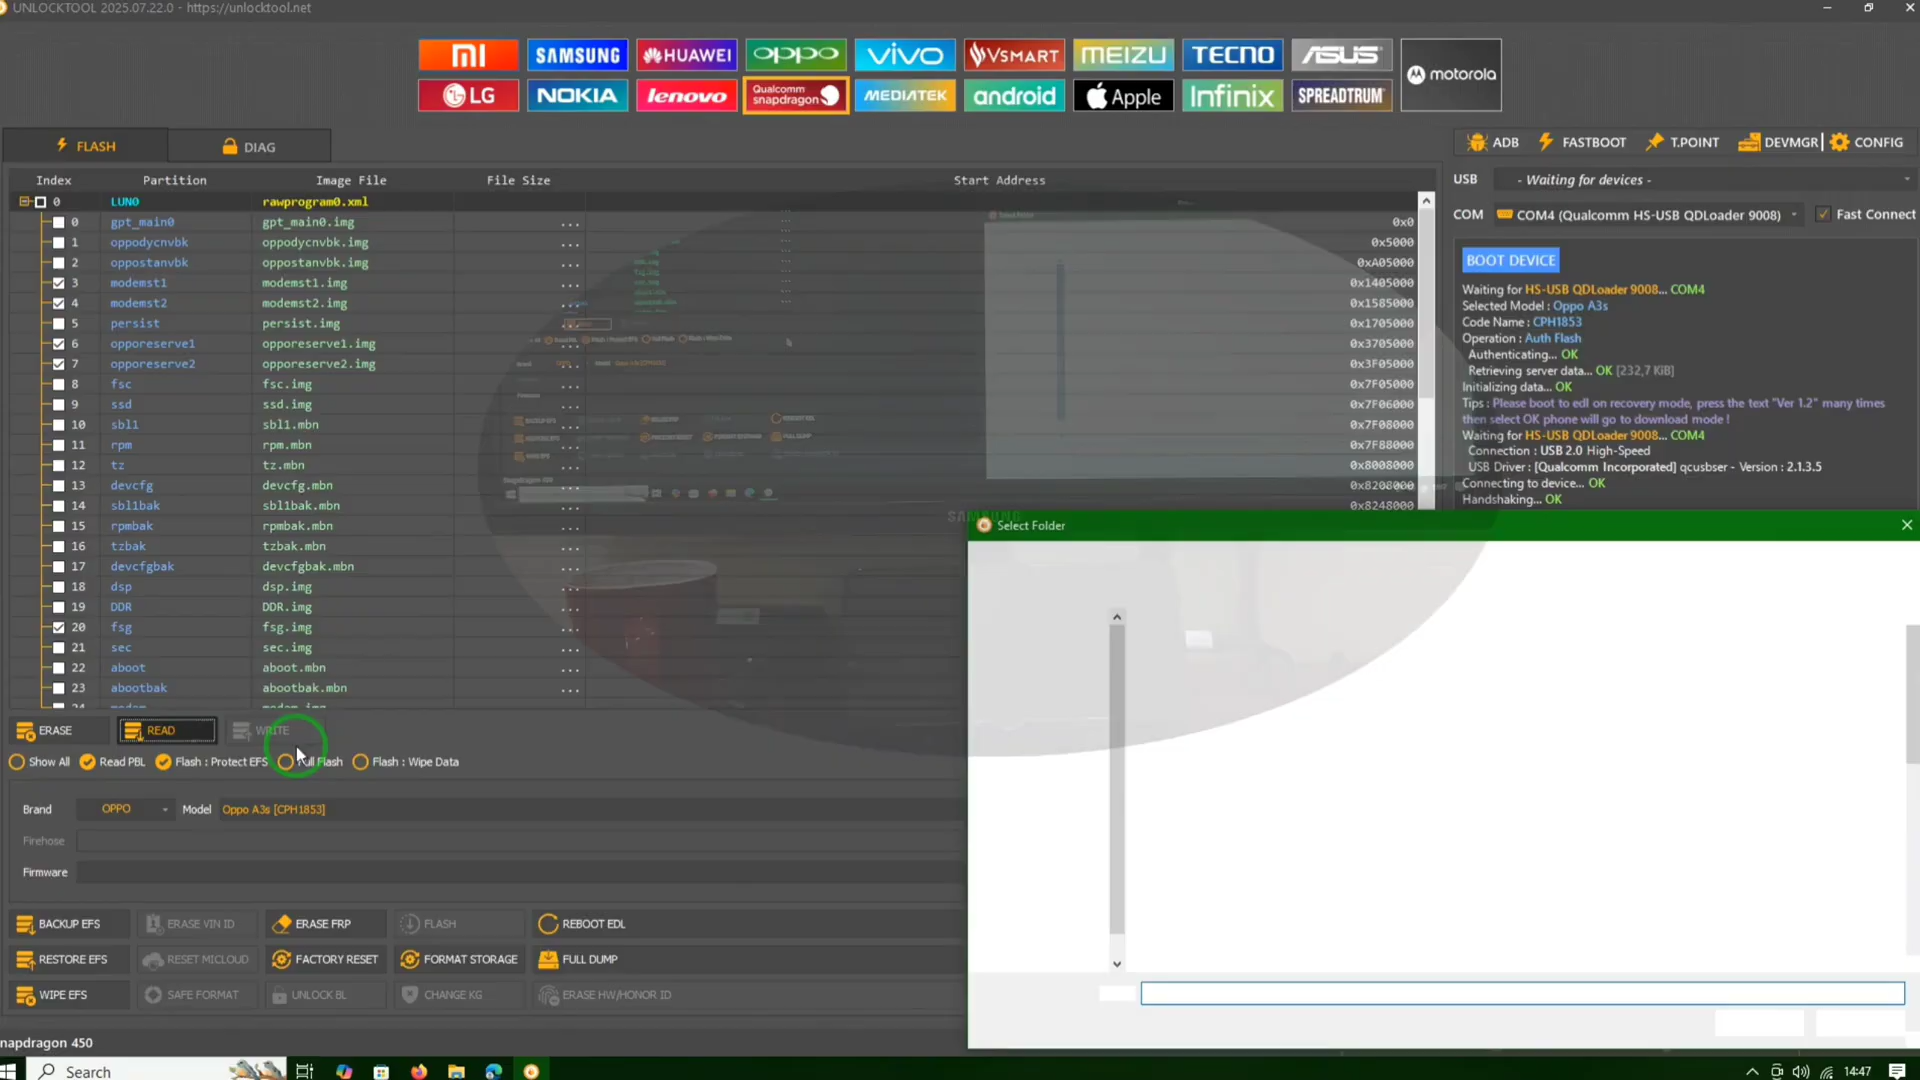 UNLOCKTOOL 2025.07.22.0 - https://unlocktool.net
mi SAMSUNG HUAWEI oppo vivo VSMART MEIZU TECNO ASUS motorola
LG NOKIA lenovo Qualcomm snapdragon MEDIATEK android Apple Infinix SPREADTRUM
FLASH DIAG
ADB FASTBOOT T.POINT DEVMGR CONFIG
Index Partition Image File File Size Start Address
USB - Waiting for devices -
COM COM4 (Qualcomm HS-USB QDLoader 9008) Fast Connect
0 LUN0 rawprogram0.xml
0 gpt_main0 gpt_main0.img ... 0x0
1 oppodycnvbk oppodycnvbk.img ... 0x5000
2 oppostanvbk oppostanvbk.img ... 0xA05000
3 modemst1 modemst1.img ... 0x1405000
4 modemst2 modemst2.img ... 0x1585000
5 persist persist.img ... 0x1705000
6 opporeserve1 opporeserve1.img ... 0x3705000
7 opporeserve2 opporeserve2.img ... 0x3F05000
8 fsc fsc.img ... 0x7F05000
9 ssd ssd.img ... 0x7F06000
10 sbl1 sbl1.mbn ... 0x7F08000
11 rpm rpm.mbn ... 0x7F88000
12 tz tz.mbn ... 0x8008000
13 devcfg devcfg.mbn ... 0x8208000
14 sbl1bak sbl1bak.mbn ... 0x8248000
15 rpmbak rpmbak.mbn ...
16 tzbak tzbak.mbn ...
17 devcfgbak devcfgbak.mbn ...
18 dsp dsp.img ...
19 DDR DDR.img ...
20 fsg fsg.img ...
21 sec sec.img ...
22 aboot aboot.mbn ...
23 abootbak abootbak.mbn ...
24 modem modem.img
BOOT DEVICE
Waiting for HS-USB QDLoader 9008... COM4
Selected Model : Oppo A3s
Code Name : CPH1853
Operation : Auth Flash
Authenticating... OK
Retrieving server data... OK [232,7 KiB]
Initializing data... OK
Tips : Please boot to edl on recovery mode, press the text "Ver 1.2" many times
then select OK phone will go to download mode !
Waiting for HS-USB QDLoader 9008... COM4
Connection : USB 2.0 High-Speed
USB Driver : [Qualcomm Incorporated] qcusbser - Version : 2.1.3.5
Connecting to device... OK
Handshaking... OK
SAMSUNG
Select Folder
ERASE READ WRITE
Show All Read PBL Flash : Protect EFS Full Flash Flash : Wipe Data
Brand OPPO Model Oppo A3s [CPH1853]
Firehose
Firmware
BACKUP EFS ERASE VIN ID ERASE FRP FLASH REBOOT EDL
RESTORE EFS RESET MICLOUD FACTORY RESET FORMAT STORAGE FULL DUMP
WIPE EFS SAFE FORMAT UNLOCK BL CHANGE KG ERASE HW/HONOR ID
napdragon 450
Search
14:47